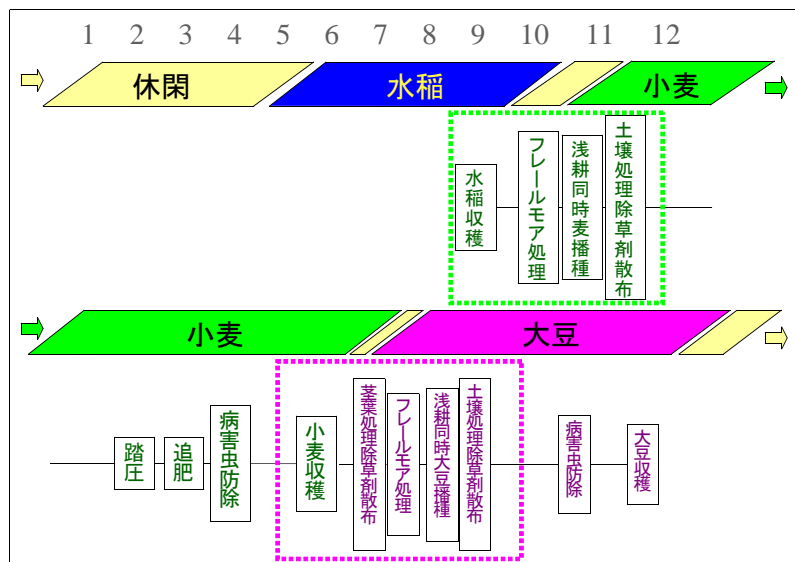 1 2 3 4 5 6 7 8 9 10 11 12
休閑 水稲 小麦
水稲収穫
フレールモア処理
浅耕同時麦播種
土壌処理除草剤散布
小麦 大豆
踏圧
追肥
病害虫防除
小麦収穫
茎葉処理除草剤散布
フレールモア処理
浅耕同時大豆播種
土壌処理除草剤散布
病害虫防除
大豆収穫